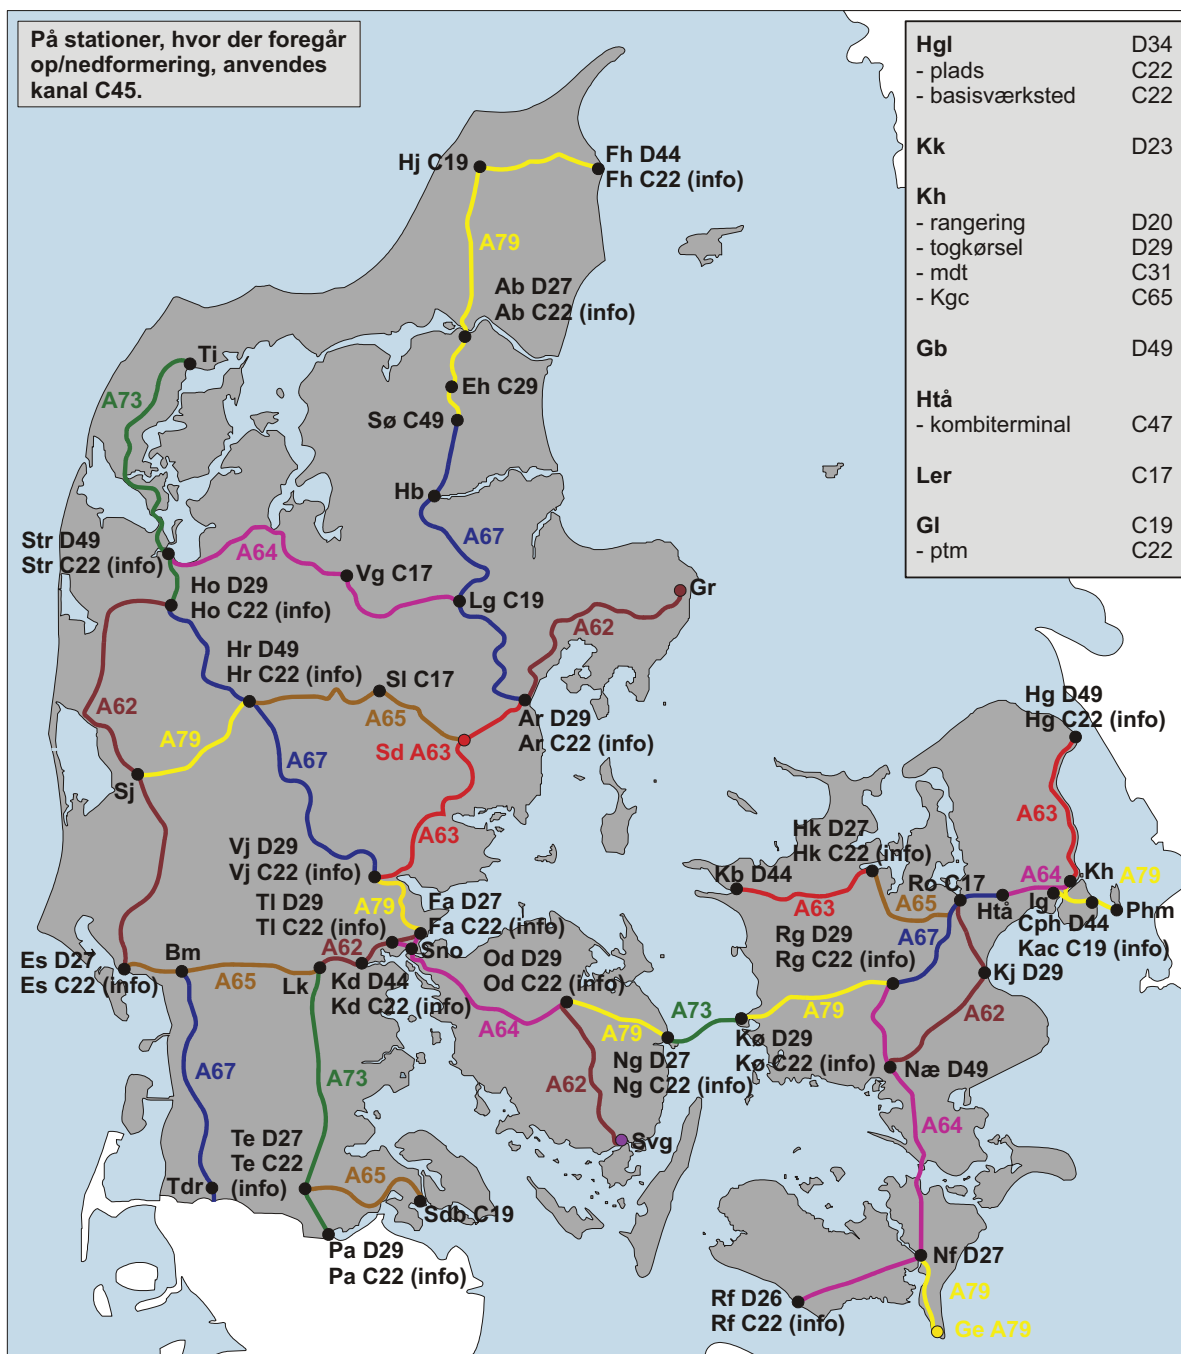 På stationer, hvor der foregår
op/nedformering, anvendes
kanal C45.
Hgl D34
- plads C22
- basisværksted C22
Kk D23
Kh
- rangering D20
- togkørsel D29
- mdt C31
- Kgc C65
Gb D49
Htå
- kombiterminal C47
Ler C17
Gl C19
- ptm C22
Hj C19
Fh D44
Fh C22 (info)
A79
Ab D27
Ab C22 (info)
Ti
A73
Eh C29
Sø C49
Hb
A67
Str D49
Str C22 (info)
A64
Vg C17
Ho D29
Ho C22 (info)
Lg C19
Gr
A62
Hr D49
Hr C22 (info)
Sl C17
A62
A65
A79
Sd A63
Ar D29
Ar C22 (info)
A67
Sj
Hg D49
Hg C22 (info)
A63
A63
Vj D29
Vj C22 (info)
Hk D27
Hk C22 (info)
Kb D44
Ro C17
A64
Kh
A79
Tl D29
Tl C22 (info)
A79
Fa D27
Fa C22 (info)
A63
A65
Htå
Ig
Phm
Cph D44
Kac C19 (info)
Es D27
Es C22 (info)
Bm
A65
Lk
A62
Sno
Kd D44
Kd C22 (info)
Od D29
Od C22 (info)
Rg D29
Rg C22 (info)
A67
Kj D29
A64
A79
A73
A79
A62
Ng D27
Ng C22 (info)
Kø D29
Kø C22 (info)
Næ D49
A67
A73
A62
A64
Svg
Te D27
Te C22
(info)
Tdr
A65
Sdb C19
Pa D29
Pa C22 (info)
Nf D27
A79
Rf D26
Rf C22 (info)
Ge A79